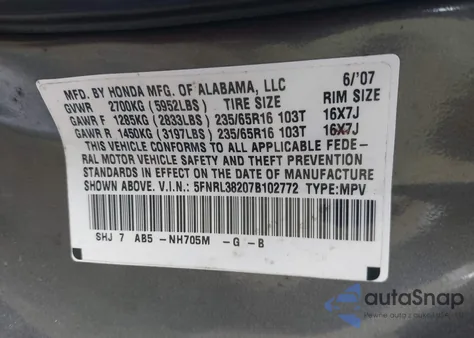 MFD. BY HONDA MFG. OF ALABAMA, LLC 6/'07
GVWR 2700KG (5952LBS) TIRE SIZE RIM SIZE
GAWR F 1285KG (2833LBS) 235/65R16 103T 16X7J
GAWR R 1450KG (3197LBS) 235/65R16 103T 16X7J
THIS VEHICLE CONFORMS TO ALL APPLICABLE FEDE-
RAL MOTOR VEHICLE SAFETY AND THEFT PREVENTION
STANDARDS IN EFFECT ON THE DATE OF MANUFACTURE
SHOWN ABOVE. V.I.N.: 5FNRL38207B102772 TYPE:MPV
SHJ 7 AB5 -NH705M -G -B
autoSnap
Pewne auto z